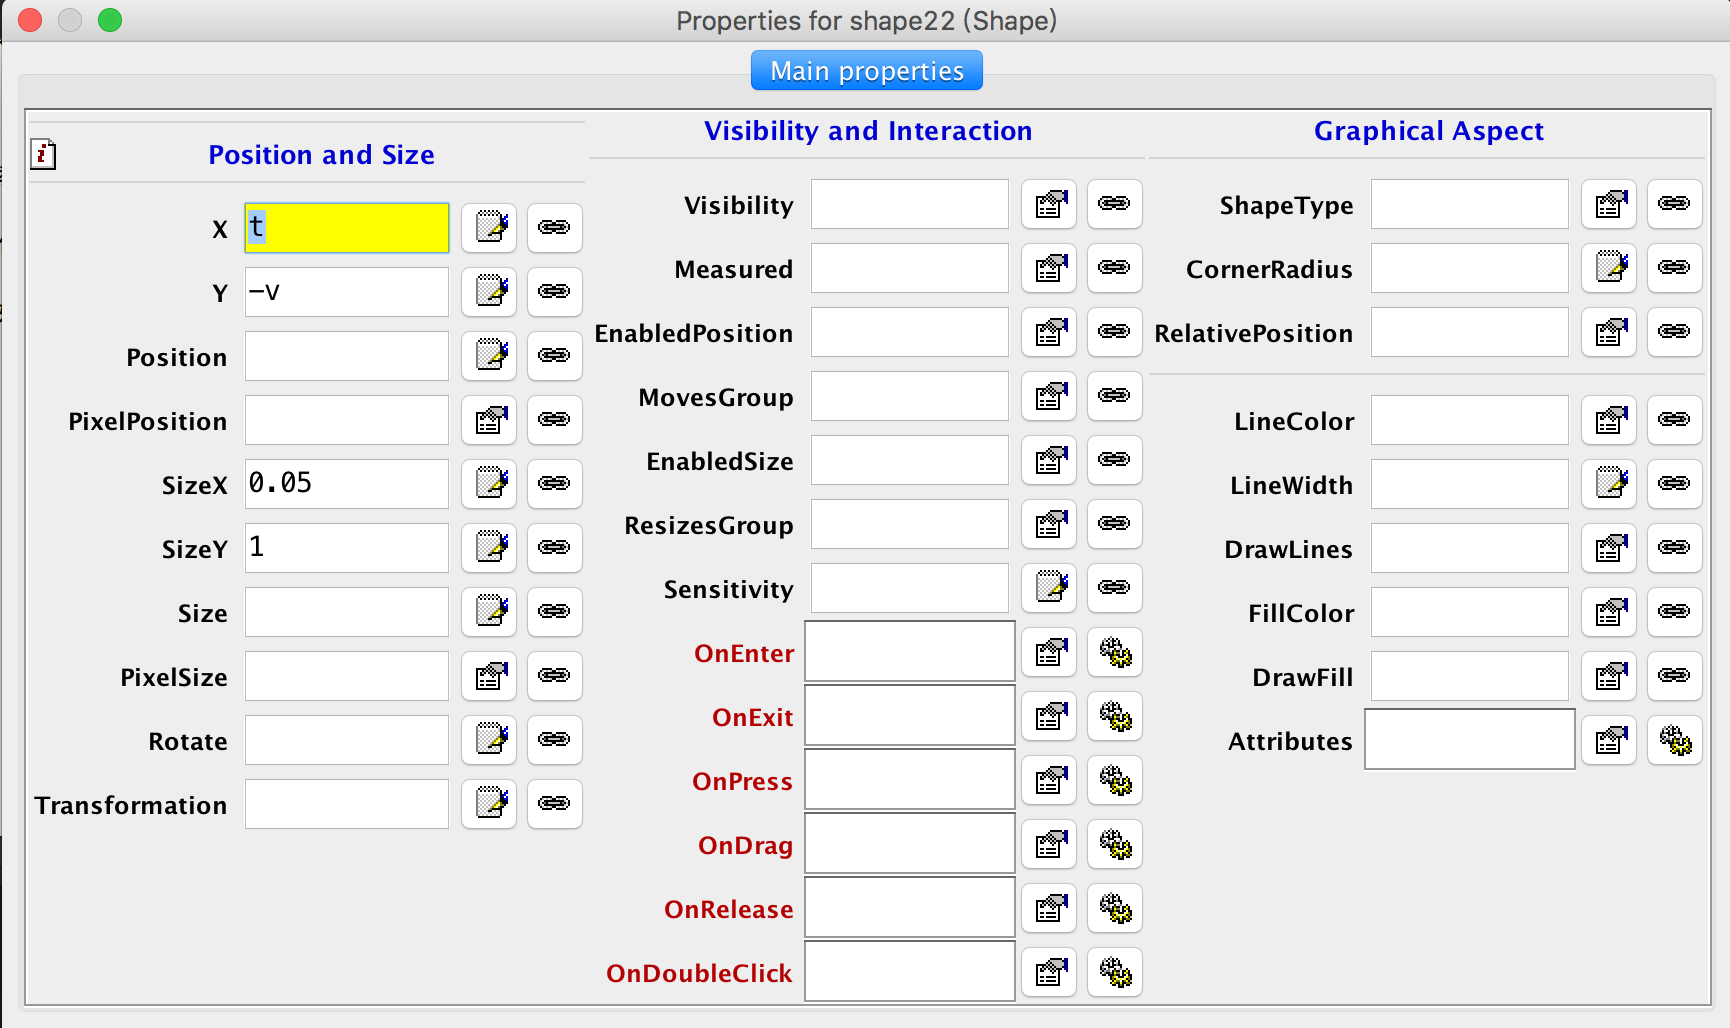 Properties for shape22 (Shape)
Main properties
Position and Size
X t
Y -v
Position
PixelPosition
SizeX 0.05
SizeY 1
Size
PixelSize
Rotate
Transformation
Visibility and Interaction
Visibility
Measured
EnabledPosition
MovesGroup
EnabledSize
ResizesGroup
Sensitivity
OnEnter
OnExit
OnPress
OnDrag
OnRelease
OnDoubleClick
Graphical Aspect
ShapeType
CornerRadius
RelativePosition
LineColor
LineWidth
DrawLines
FillColor
DrawFill
Attributes